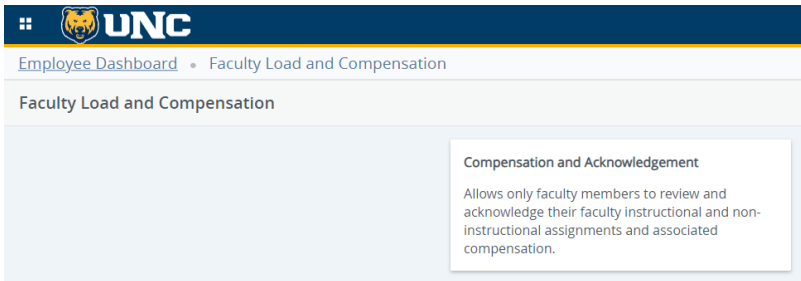 UNC
Employee Dashboard • Faculty Load and Compensation
Faculty Load and Compensation
Compensation and Acknowledgement
Allows only faculty members to review and
acknowledge their faculty instructional and non-
instructional assignments and associated
compensation.